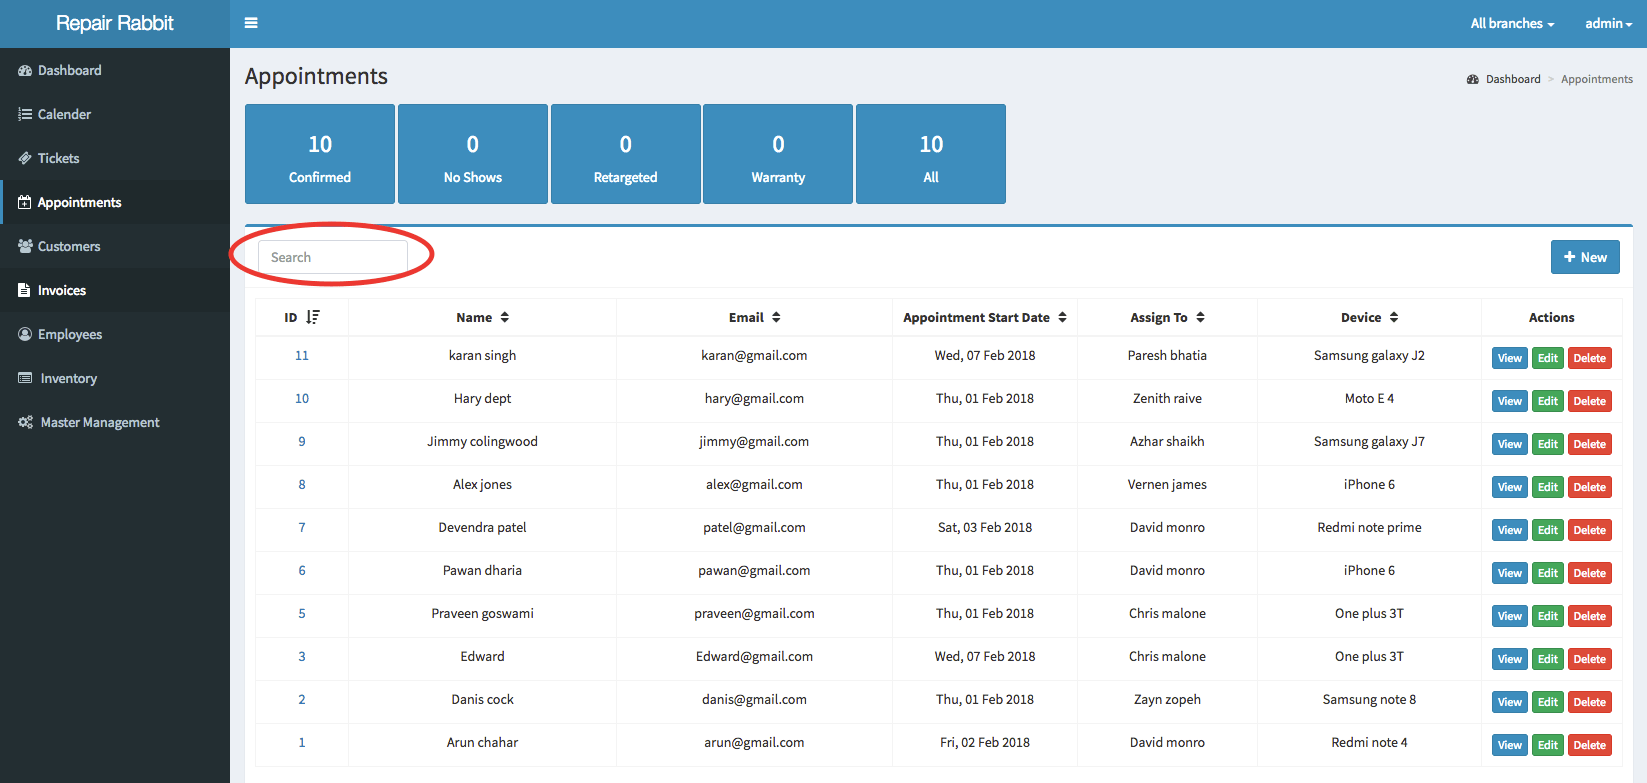 Repair Rabbit
All branches
admin
Dashboard
Calender
Tickets
Appointments
Customers
Invoices
Employees
Inventory
Master Management
Appointments
Dashboard > Appointments
10
Confirmed
0
No Shows
0
Retargeted
0
Warranty
10
All
Search
+ New
ID Name Email Appointment Start Date Assign To Device Actions
11 karan singh karan@gmail.com Wed, 07 Feb 2018 Paresh bhatia Samsung galaxy J2 View Edit Delete
10 Hary dept hary@gmail.com Thu, 01 Feb 2018 Zenith raive Moto E 4 View Edit Delete
9 Jimmy colingwood jimmy@gmail.com Thu, 01 Feb 2018 Azhar shaikh Samsung galaxy J7 View Edit Delete
8 Alex jones alex@gmail.com Thu, 01 Feb 2018 Vernen james iPhone 6 View Edit Delete
7 Devendra patel patel@gmail.com Sat, 03 Feb 2018 David monro Redmi note prime View Edit Delete
6 Pawan dharia pawan@gmail.com Thu, 01 Feb 2018 David monro iPhone 6 View Edit Delete
5 Praveen goswami praveen@gmail.com Thu, 01 Feb 2018 Chris malone One plus 3T View Edit Delete
3 Edward Edward@gmail.com Wed, 07 Feb 2018 Chris malone One plus 3T View Edit Delete
2 Danis cock danis@gmail.com Thu, 01 Feb 2018 Zayn zopeh Samsung note 8 View Edit Delete
1 Arun chahar arun@gmail.com Fri, 02 Feb 2018 David monro Redmi note 4 View Edit Delete